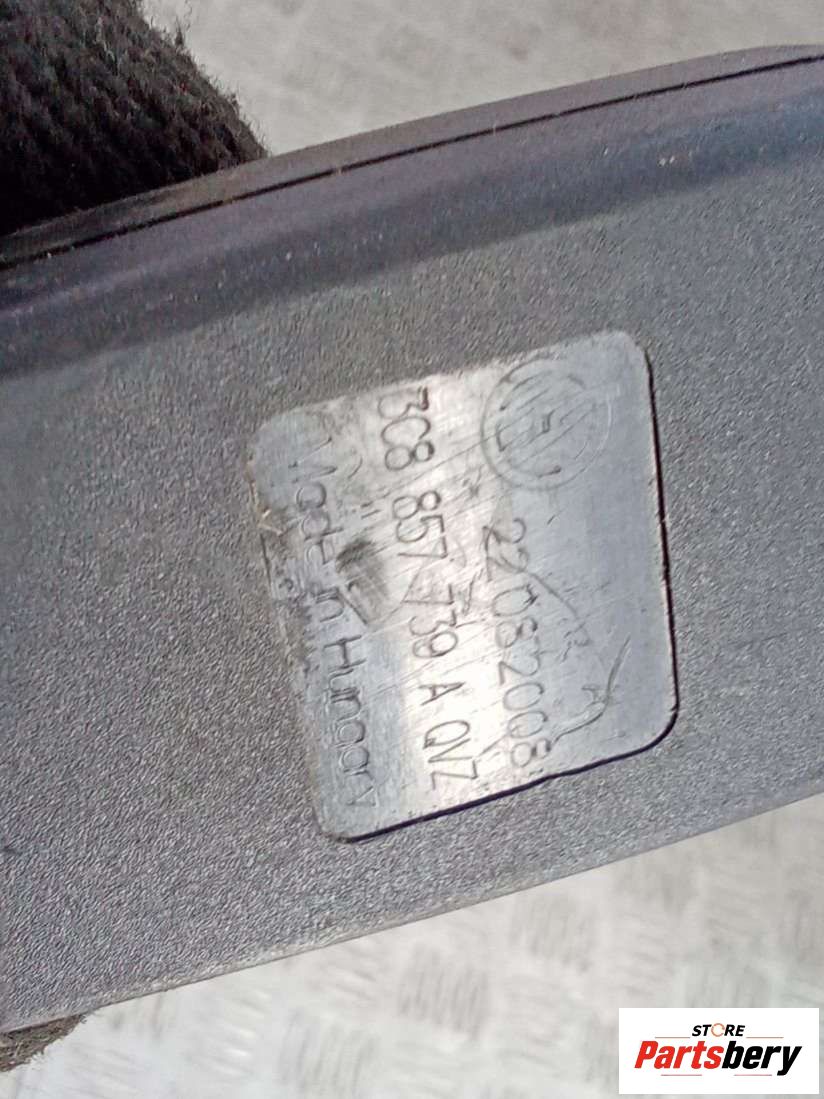 22082008
3C8 857 739 A QVZ
Made in Hungary
STORE
Partsbery